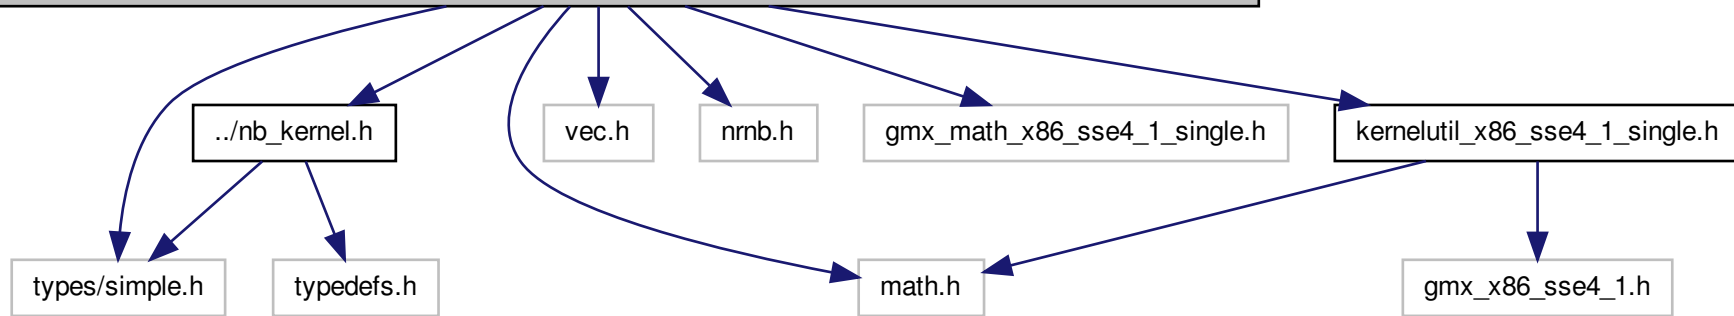 ../nb_kernel.h
vec.h
nrnb.h
gmx_math_x86_sse4_1_single.h
kernelutil_x86_sse4_1_single.h
types/simple.h
typedefs.h
math.h
gmx_x86_sse4_1.h